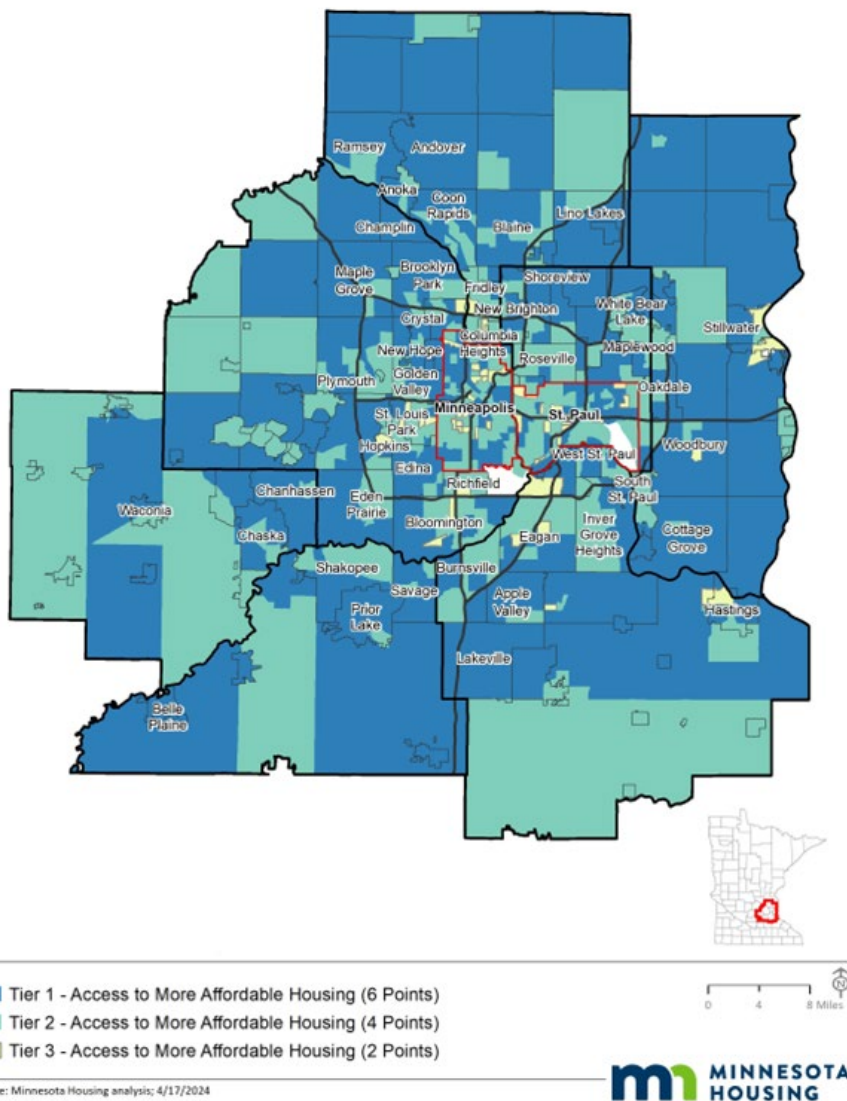 Ramsey
Andover
Anoka
Coon
Rapids
Champlin
Blaine
Lino Lakes
Brooklyn
Park
Maple
Grove
Fridley
Shoreview
New Brighton
White Bear
Lake
Stillwater
Crystal
Columbia
Heights
Maplewood
New Hope
Roseville
Golden
Valley
Plymouth
Oakdale
Minneapolis
St. Paul
St. Louis
Park
Hopkins
West St. Paul
Woodbury
Edina
Richfield
South
St. Paul
Chanhassen
Eden
Prairie
Waconia
Bloomington
Inver
Grove
Heights
Cottage
Grove
Chaska
Eagan
Shakopee
Burnsville
Savage
Apple
Valley
Hastings
Prior
Lake
Lakeville
Belle
Plaine
Tier 1 - Access to More Affordable Housing (6 Points)
Tier 2 - Access to More Affordable Housing (4 Points)
Tier 3 - Access to More Affordable Housing (2 Points)
N
0 4 8 Miles
e: Minnesota Housing analysis; 4/17/2024
MINNESOTA
HOUSING